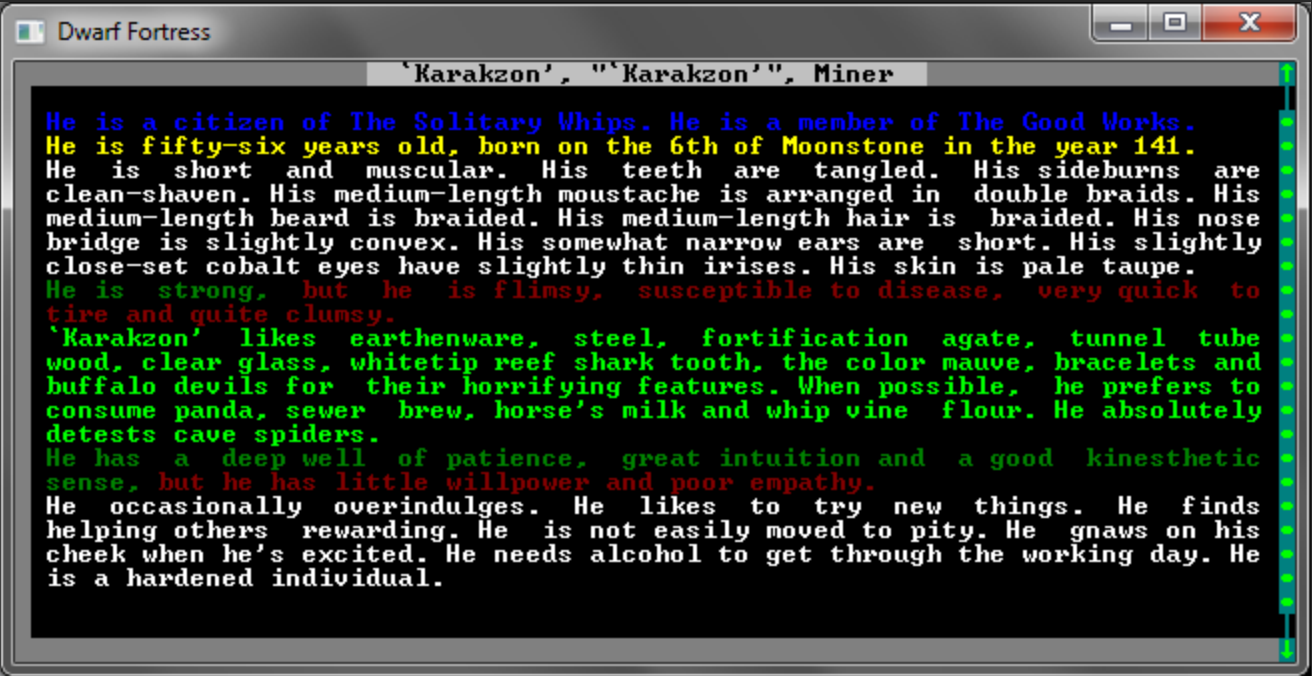 Dwarf Fortress
`Karakzon', "`Karakzon'", Miner
He is a citizen of The Solitary Whips. He is a member of The Good Works.
He is fifty-six years old, born on the 6th of Moonstone in the year 141.
He is short and muscular. His teeth are tangled. His sideburns are
clean-shaven. His medium-length moustache is arranged in double braids. His
medium-length beard is braided. His medium-length hair is braided. His nose
bridge is slightly convex. His somewhat narrow ears are short. His slightly
close-set cobalt eyes have slightly thin irises. His skin is pale taupe.
He is strong, but he is flimsy, susceptible to disease, very quick to
tire and quite clumsy.
`Karakzon' likes earthenware, steel, fortification agate, tunnel tube
wood, clear glass, whitetip reef shark tooth, the color mauve, bracelets and
buffalo devils for their horrifying features. When possible, he prefers to
consume panda, sewer brew, horse's milk and whip vine flour. He absolutely
detests cave spiders.
He has a deep well of patience, great intuition and a good kinesthetic
sense, but he has little willpower and poor empathy.
He occasionally overindulges. He likes to try new things. He finds
helping others rewarding. He is not easily moved to pity. He gnaws on his
cheek when he's excited. He needs alcohol to get through the working day. He
is a hardened individual.